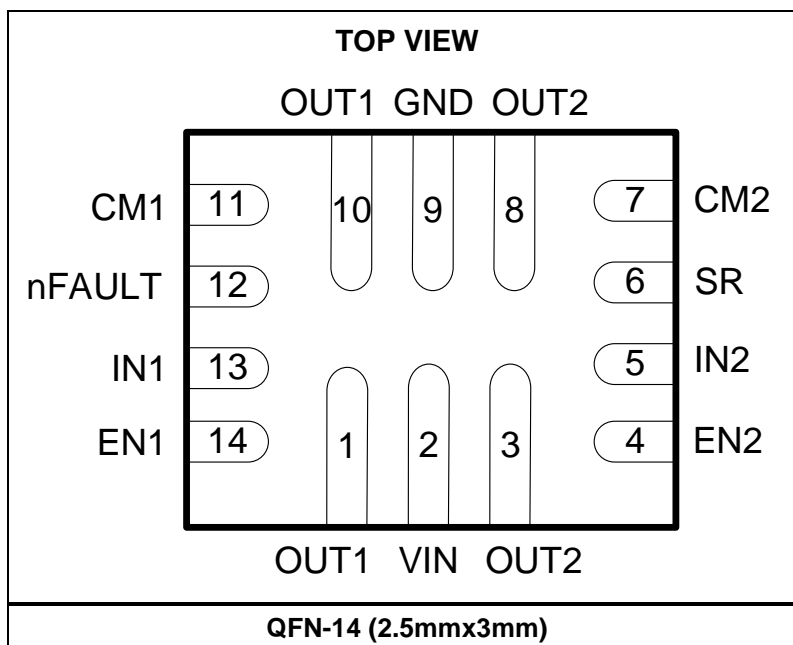 TOP VIEW
OUT1 GND OUT2
CM1 11 10 9 8 7 CM2
nFAULT 12 6 SR
IN1 13 5 IN2
EN1 14 1 2 3 4 EN2
OUT1 VIN OUT2
QFN-14 (2.5mmx3mm)